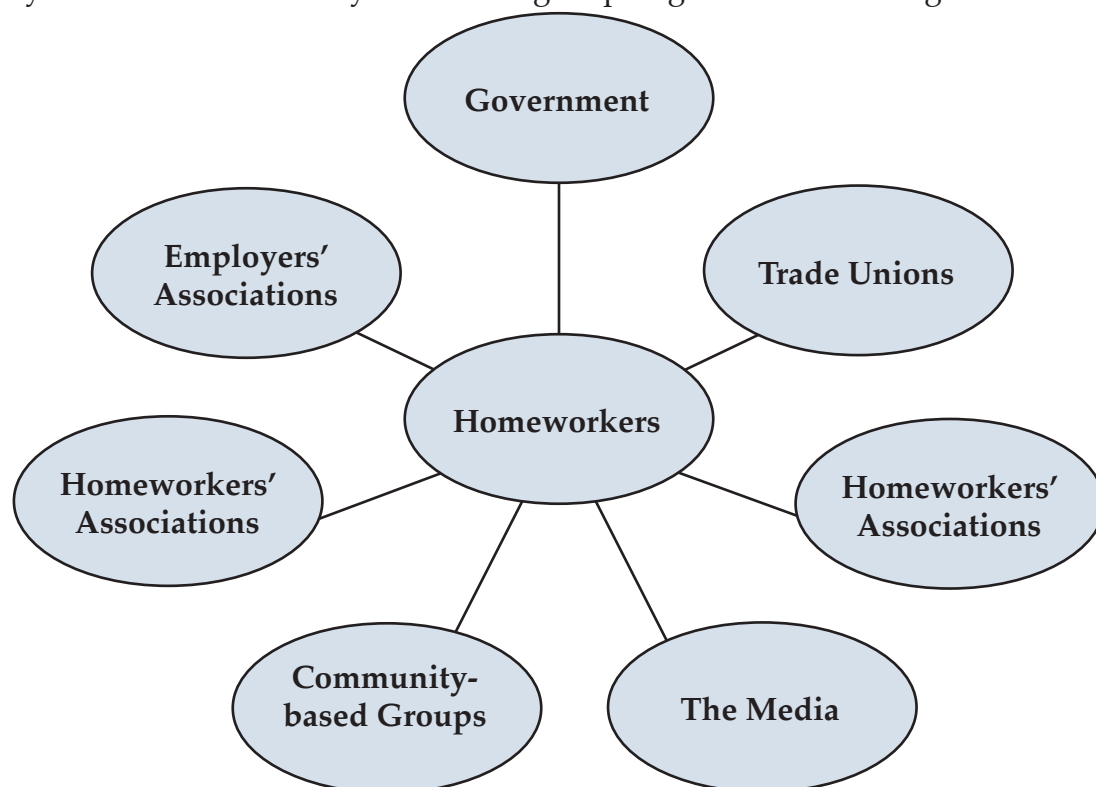 Government
Employers’
Associations
Trade Unions
Homeworkers
Homeworkers’
Associations
Homeworkers’
Associations
Community-
based Groups
The Media